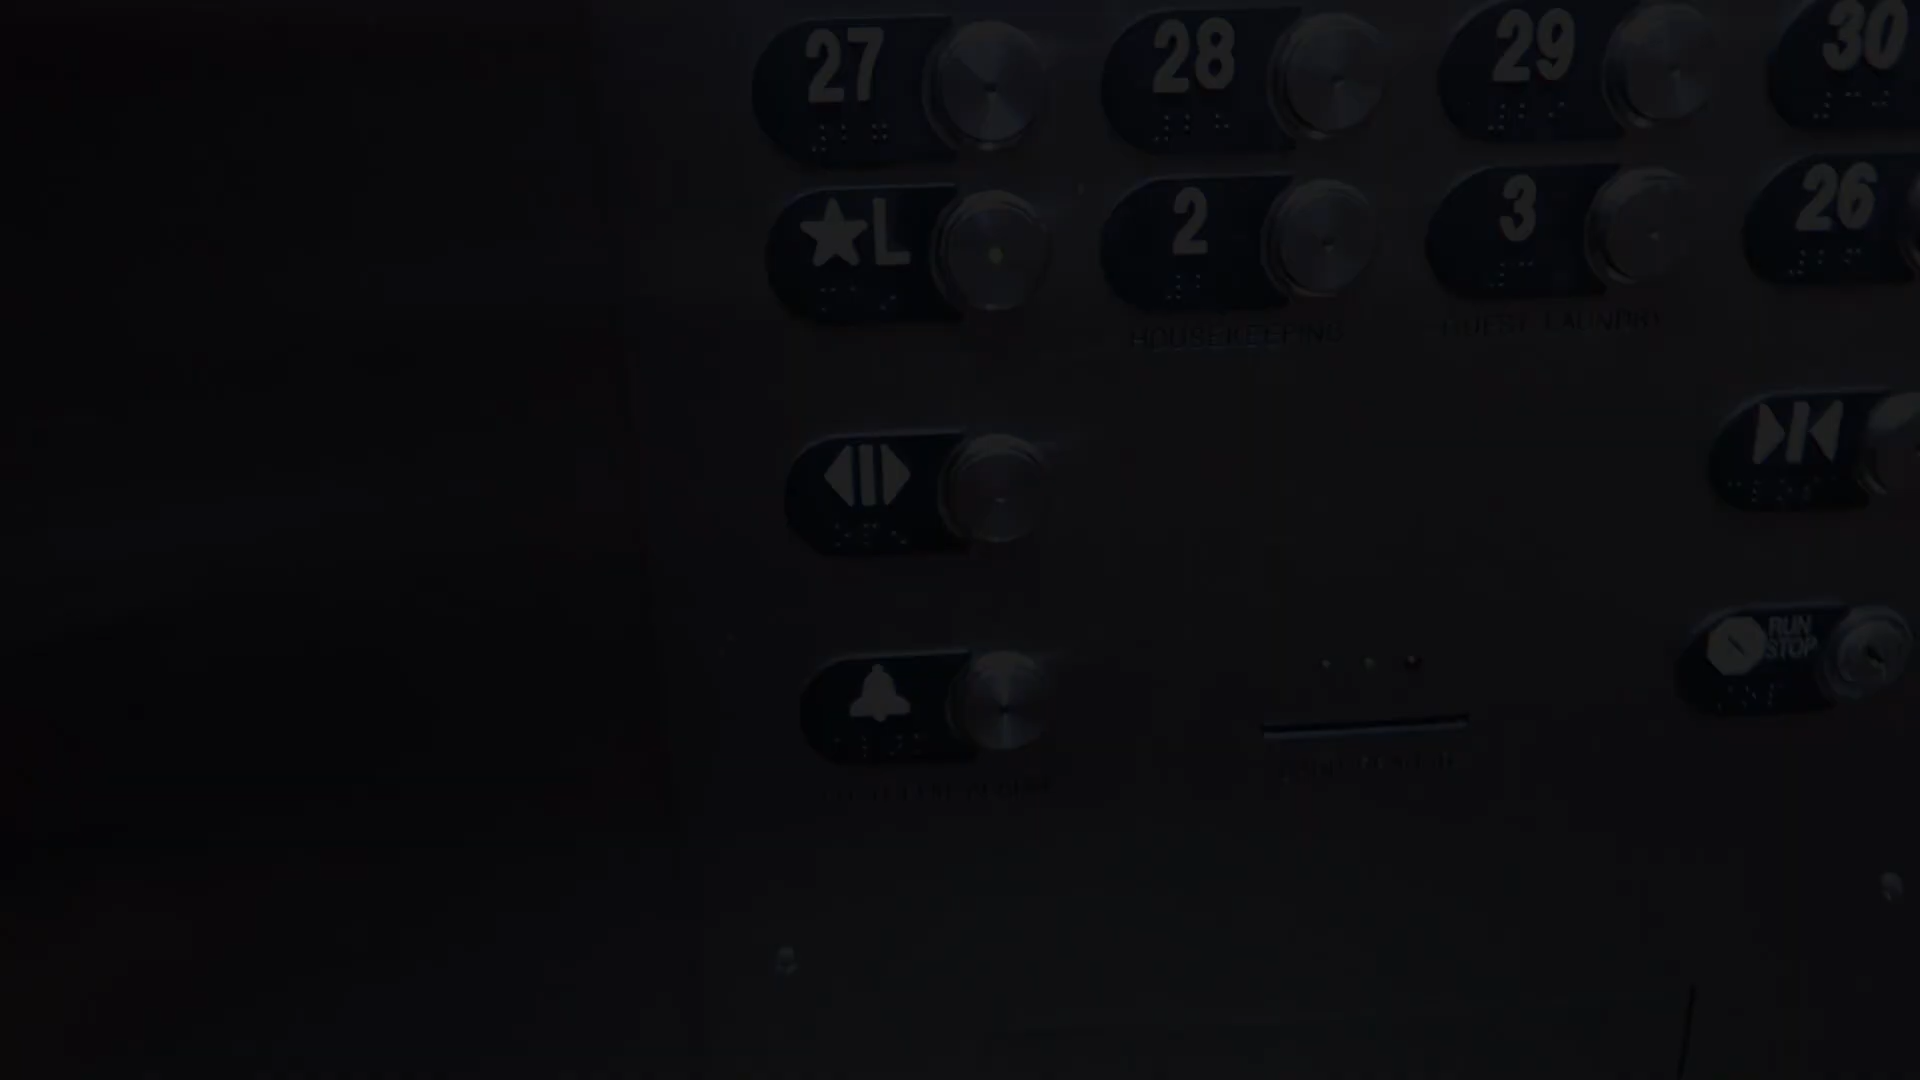 27 28 29 30
★L 2 3 26
HOUSEKEEPING GUEST LAUNDRY
RUN
STOP